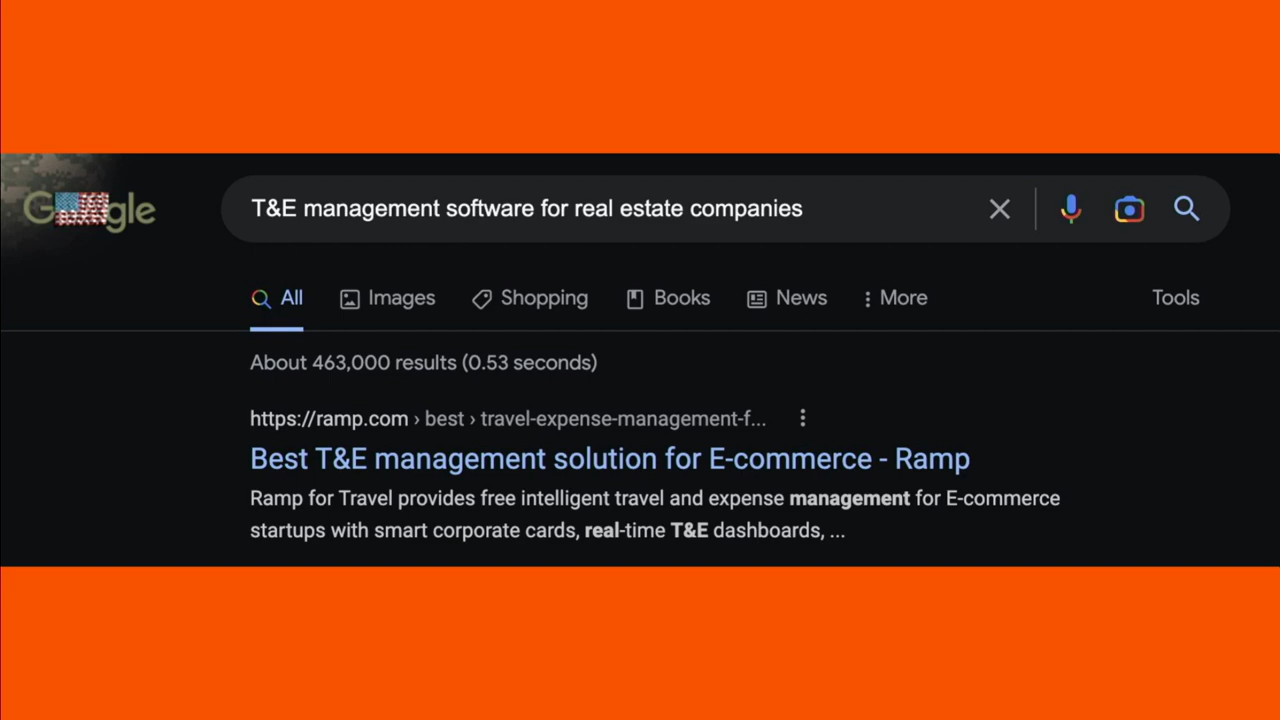 Google
T&E management software for real estate companies
All Images Shopping Books News More Tools
About 463,000 results (0.53 seconds)
https://ramp.com › best › travel-expense-management-f...
Best T&E management solution for E-commerce - Ramp
Ramp for Travel provides free intelligent travel and expense management for E-commerce
startups with smart corporate cards, real-time T&E dashboards, ...